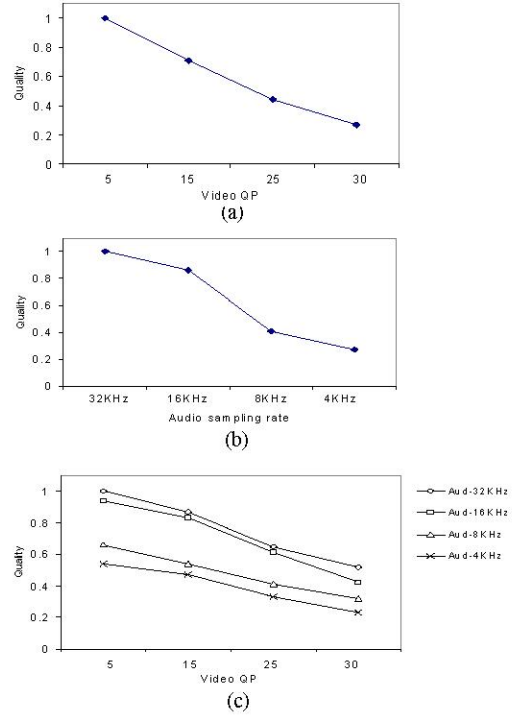 1
0.8
0.6
0.4
0.2
0
Quality
5 15 25 30
Video QP
(a)
1
0.8
0.6
0.4
0.2
0
Quality
32KHz 16KHz 8KHz 4KHz
Audio sampling rate
(b)
1
0.8
0.6
0.4
0.2
0
Quality
5 15 25 30
Video QP
Aud-32KHz
Aud-16KHz
Aud-8KHz
Aud-4KHz
(c)